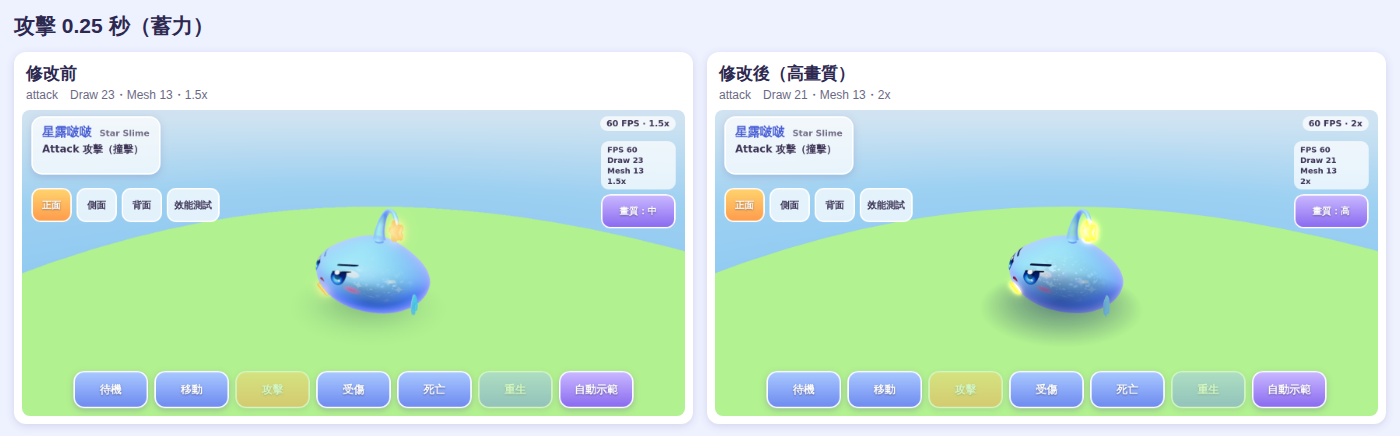 攻擊 0.25 秒（蓄力）
修改前
attack Draw 23・Mesh 13・1.5x
星露啵啵 Star Slime
Attack 攻擊（撞擊）
60 FPS · 1.5x
FPS 60
Draw 23
Mesh 13
1.5x
正面 側面 背面 效能測試
畫質：中
待機 移動 攻擊 受傷 死亡 重生 自動示範
修改後（高畫質）
attack Draw 21・Mesh 13・2x
星露啵啵 Star Slime
Attack 攻擊（撞擊）
60 FPS · 2x
FPS 60
Draw 21
Mesh 13
2x
正面 側面 背面 效能測試
畫質：高
待機 移動 攻擊 受傷 死亡 重生 自動示範